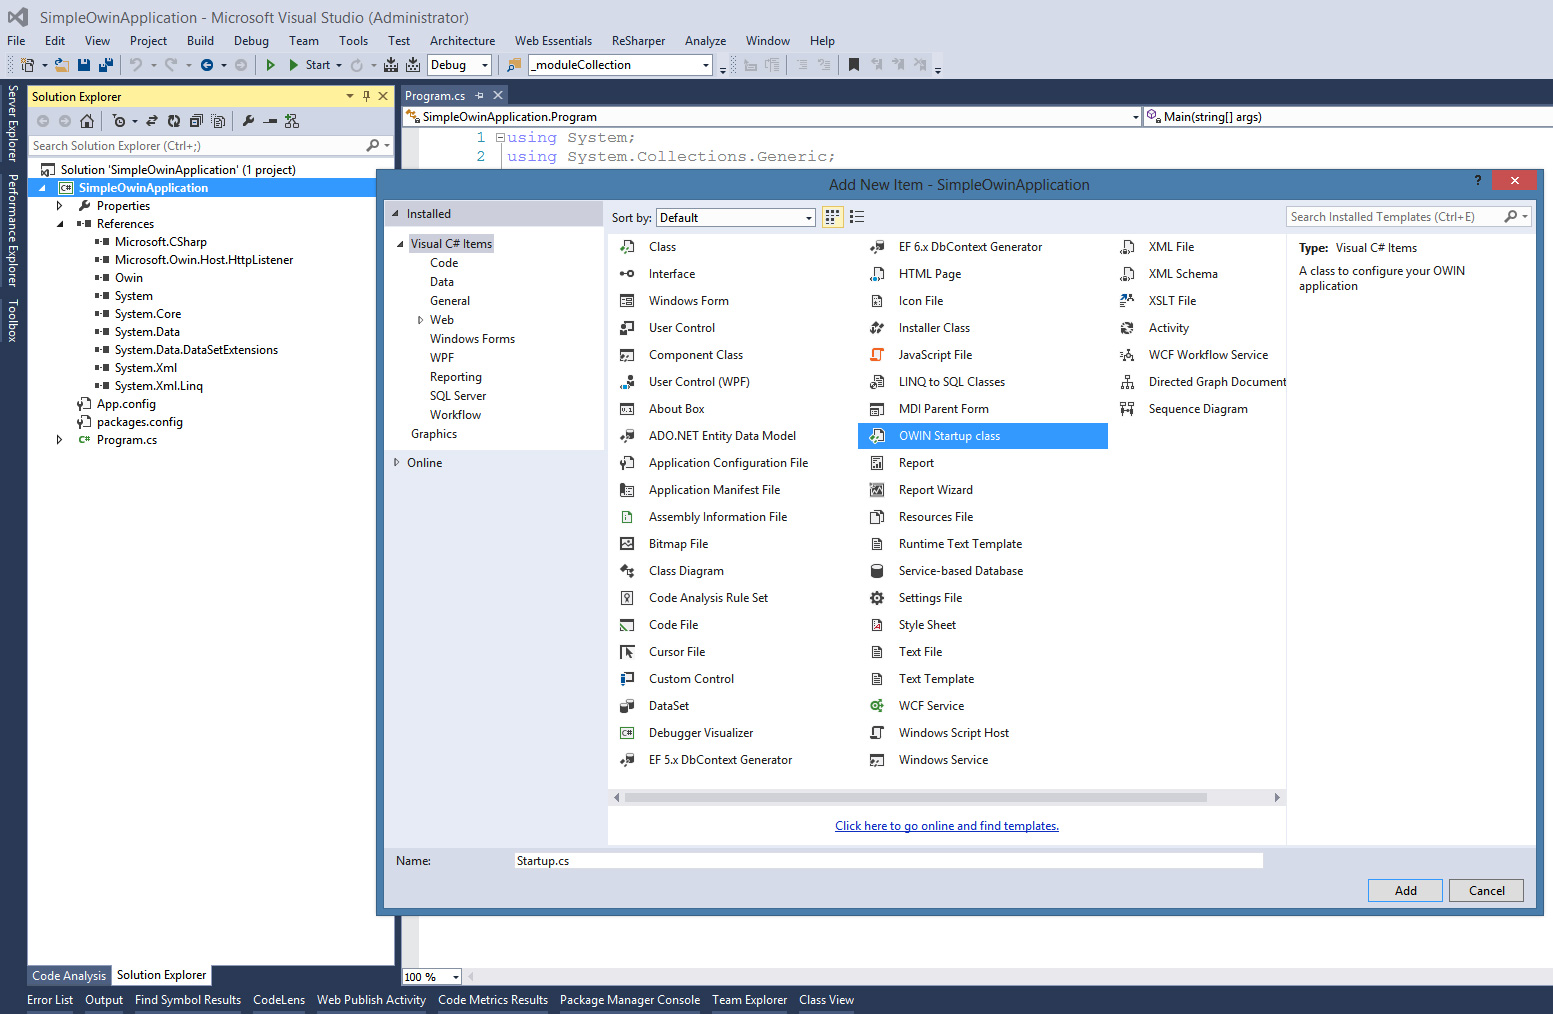 SimpleOwinApplication - Microsoft Visual Studio (Administrator)
File Edit View Project Build Debug Team Tools Test Architecture Web Essentials ReSharper Analyze Window Help
Start Debug _moduleCollection
Server Explorer
Performance Explorer
Toolbox
Solution Explorer
Search Solution Explorer (Ctrl+;)
Solution 'SimpleOwinApplication' (1 project)
C# SimpleOwinApplication
Properties
References
Microsoft.CSharp
Microsoft.Owin.Host.HttpListener
Owin
System
System.Core
System.Data
System.Data.DataSetExtensions
System.Xml
System.Xml.Linq
App.config
packages.config
C# Program.cs
Code Analysis Solution Explorer
Program.cs
SimpleOwinApplication.Program Main(string[] args)
1 using System;
2 using System.Collections.Generic;
Add New Item - SimpleOwinApplication
?
Installed
Visual C# Items
Code
Data
General
Web
Windows Forms
WPF
Reporting
SQL Server
Workflow
Graphics
Online
Sort by: Default
Search Installed Templates (Ctrl+E)
Class
Interface
Windows Form
User Control
Component Class
User Control (WPF)
About Box
ADO.NET Entity Data Model
Application Configuration File
Application Manifest File
Assembly Information File
Bitmap File
Class Diagram
Code Analysis Rule Set
Code File
Cursor File
Custom Control
DataSet
C# Debugger Visualizer
EF 5.x DbContext Generator
EF 6.x DbContext Generator
HTML Page
Icon File
Installer Class
JavaScript File
LINQ to SQL Classes
MDI Parent Form
OWIN Startup class
Report
Report Wizard
Resources File
Runtime Text Template
Service-based Database
Settings File
Style Sheet
Text File
Text Template
WCF Service
Windows Script Host
Windows Service
XML File
XML Schema
XSLT File
Activity
WCF Workflow Service
Directed Graph Document
Sequence Diagram
Type: Visual C# Items
A class to configure your OWIN
application
Click here to go online and find templates.
Name: Startup.cs
Add Cancel
100 %
Error List Output Find Symbol Results CodeLens Web Publish Activity Code Metrics Results Package Manager Console Team Explorer Class View